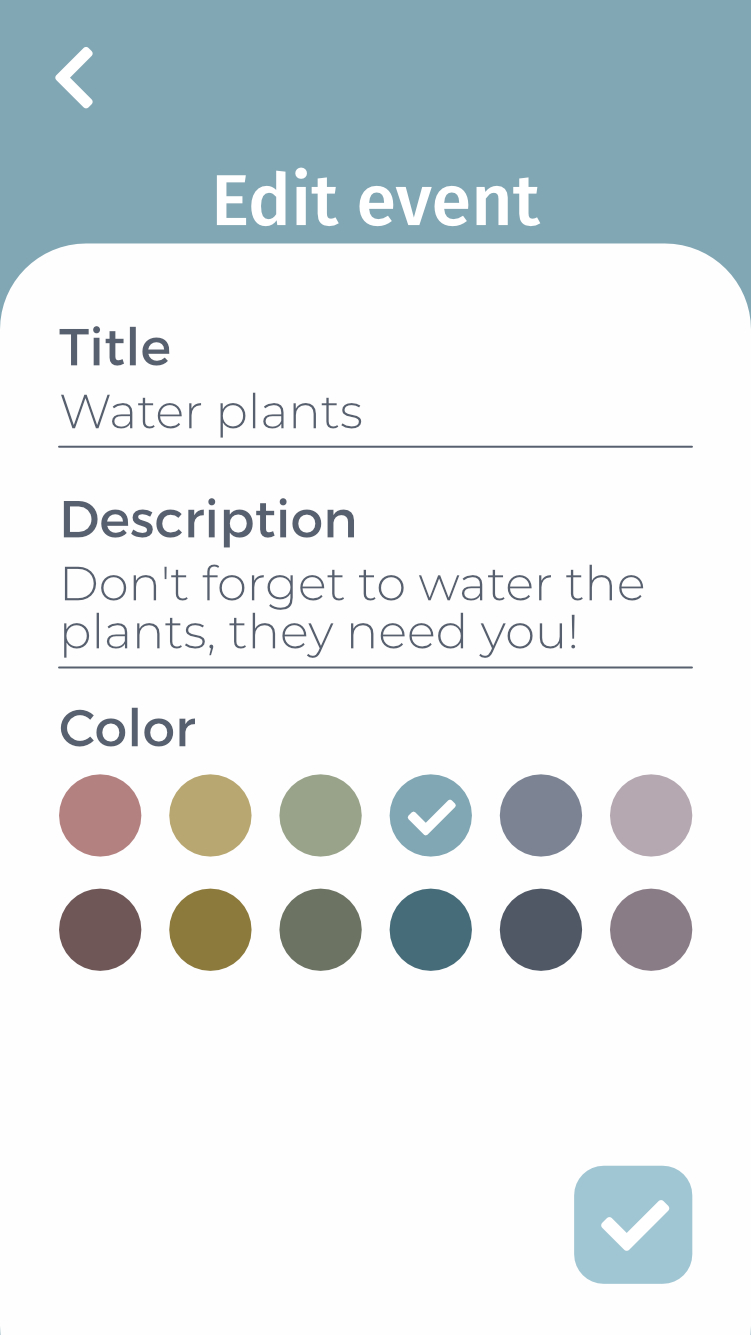 Edit event
Title
Water plants
Description
Don't forget to water the
plants, they need you!
Color